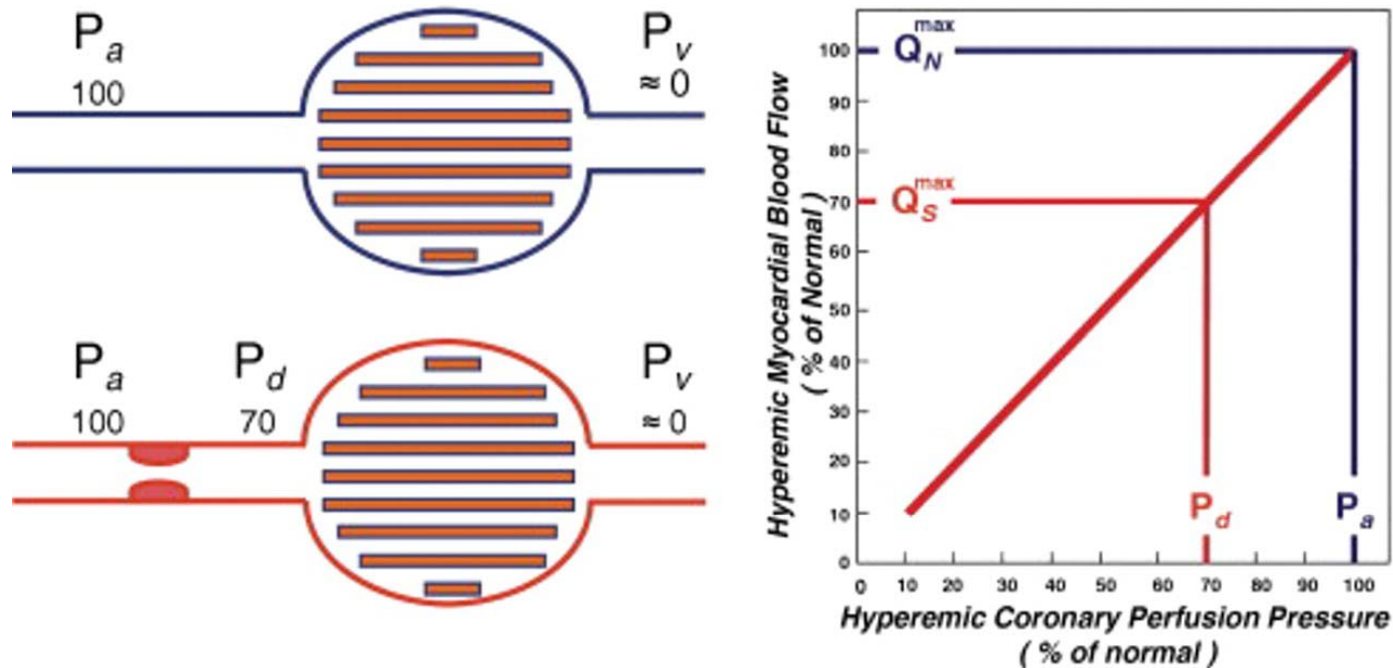 Pa
100
Pv
≈ 0
Pa
100
Pd
70
Pv
≈ 0
Hyperemic Myocardial Blood Flow
( % of Normal )
100
90
80
70
60
50
40
30
20
10
0
QN max
QS max
Pd
Pa
0 10 20 30 40 50 60 70 80 90 100
Hyperemic Coronary Perfusion Pressure
( % of normal )